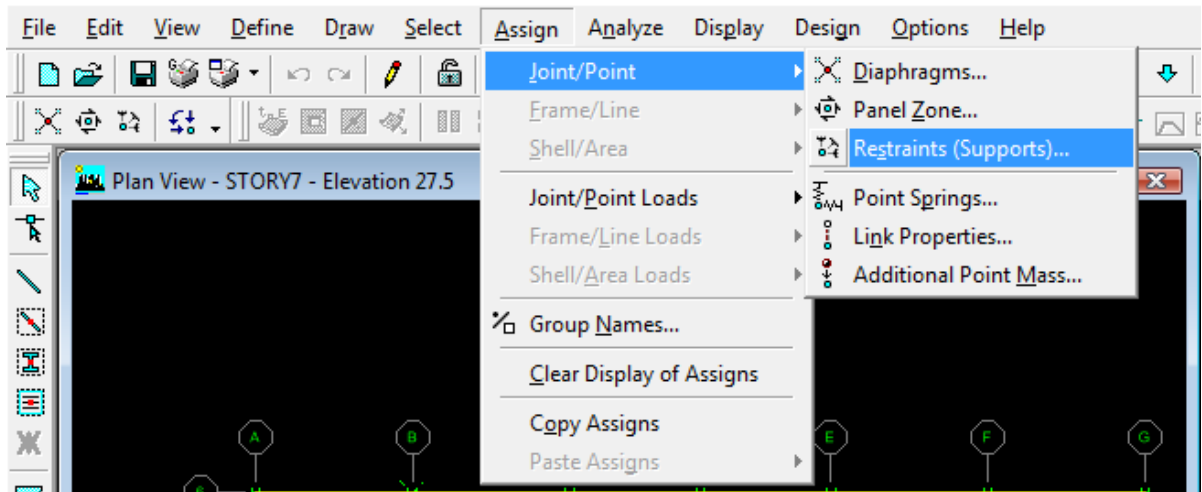 File Edit View Define Draw Select Assign Analyze Display Design Options Help
Joint/Point
Frame/Line
Shell/Area
Joint/Point Loads
Frame/Line Loads
Shell/Area Loads
Group Names...
Clear Display of Assigns
Copy Assigns
Paste Assigns
Diaphragms...
Panel Zone...
Restraints (Supports)...
Point Springs...
Link Properties...
Additional Point Mass...
Plan View - STORY7 - Elevation 27.5
A B E F G